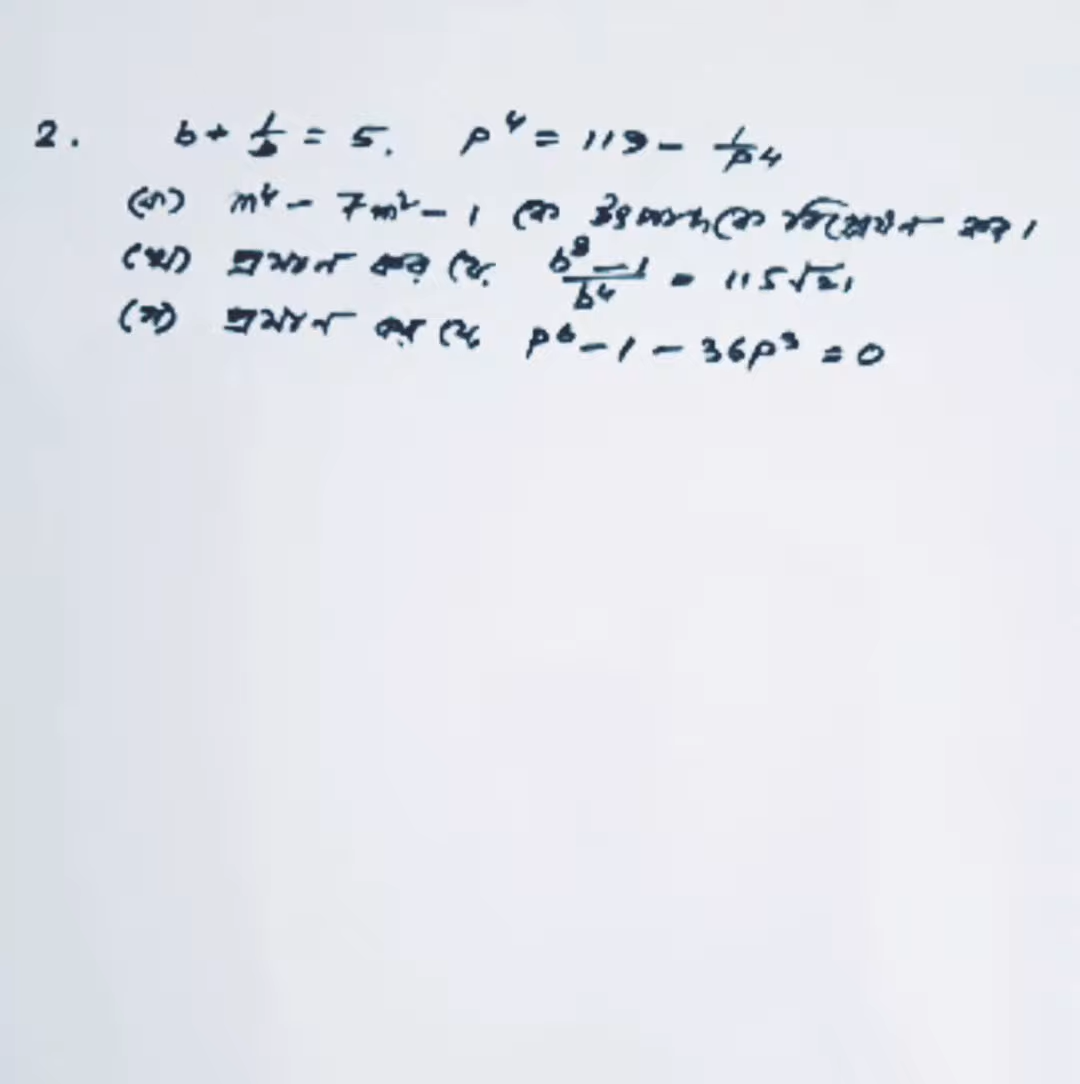 2. b + 1/b = 5. p⁴ = 119 - 1/p⁴
(ক) m⁴ - 7m² - 1 কে উৎপাদকে বিশ্লেষণ কর।
(খ) প্রমাণ কর যে, (b⁸ - 1)/b⁴ = 115√21
(গ) প্রমাণ কর যে p⁶ - 1 - 36p³ = 0